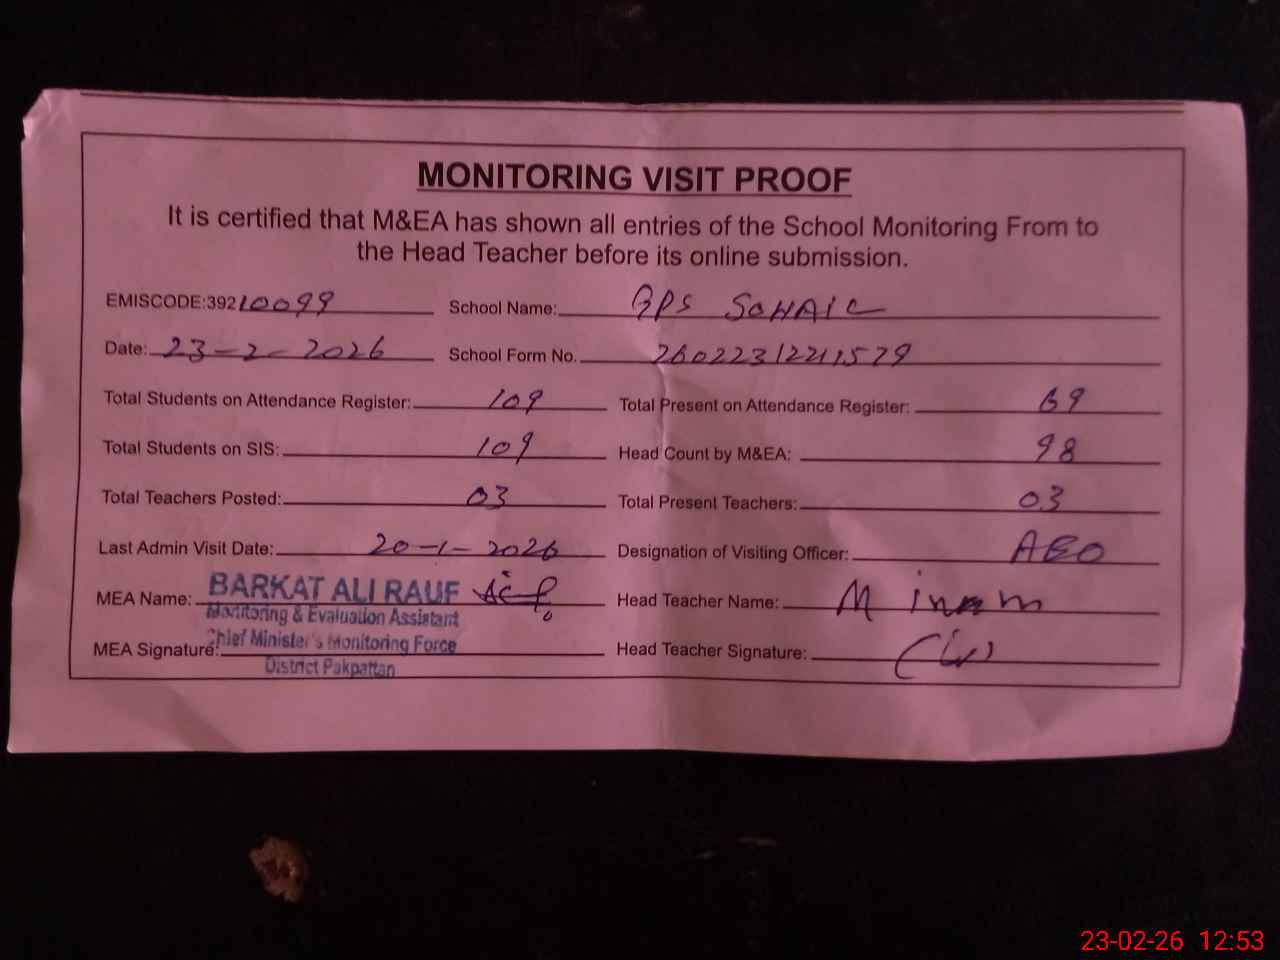 MONITORING VISIT PROOF
It is certified that M&EA has shown all entries of the School Monitoring From to
the Head Teacher before its online submission.
EMISCODE:39210099 School Name: GPS SOHAIL
Date: 23-2-2026 School Form No. 26022312211579
Total Students on Attendance Register: 109 Total Present on Attendance Register: 69
Total Students on SIS: 109 Head Count by M&EA: 98
Total Teachers Posted: 03 Total Present Teachers: 03
Last Admin Visit Date: 20-1-2026 Designation of Visiting Officer: AEO
MEA Name: BARKAT ALI RAUF Head Teacher Name: M
Monitoring & Evaluation Assistant
Chief Minister's Monitoring Force
MEA Signature: Head Teacher Signature:
District Pakpattan
23-02-26 12:53